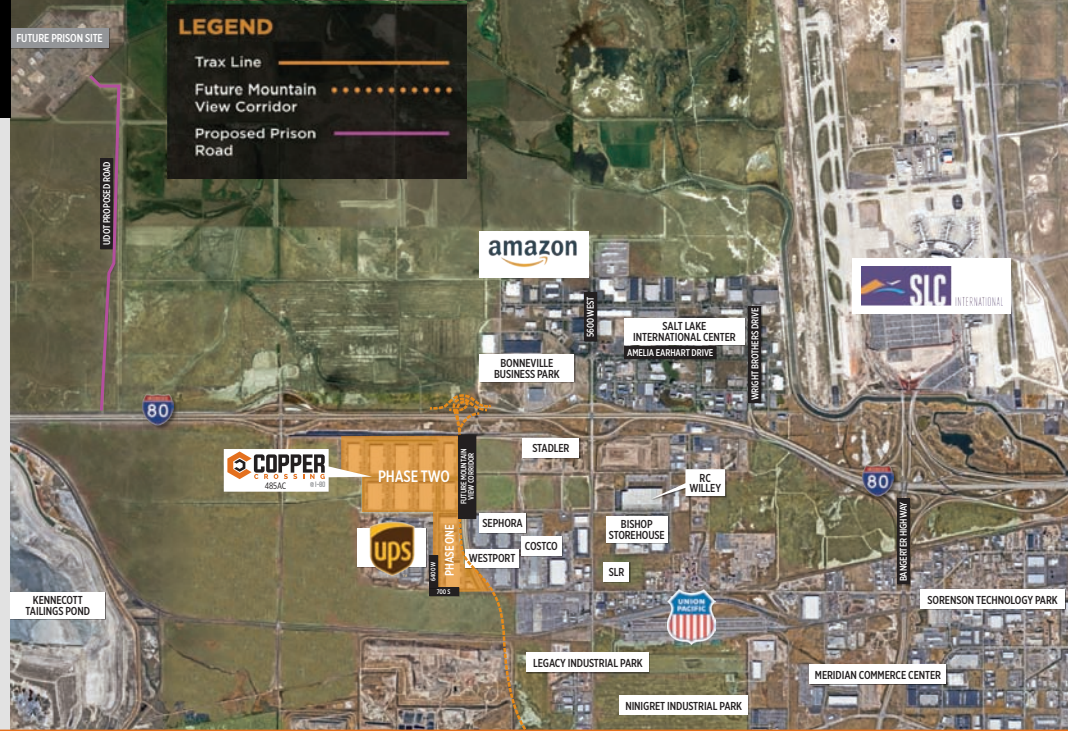 FUTURE PRISON SITE
LEGEND
Trax Line
Future Mountain
View Corridor
Proposed Prison
Road
UDOT PROPOSED ROAD
amazon
SLC
INTERNATIONAL
5600 WEST
SALT LAKE
INTERNATIONAL CENTER
AMELIA EARHART DRIVE
WRIGHT BROTHERS DRIVE
BONNEVILLE
BUSINESS PARK
80
COPPER
CROSSING
485AC
@ I-80
PHASE TWO
FUTURE MOUNTAIN
VIEW CORRIDOR
STADLER
80
RC
WILLEY
SEPHORA
BISHOP
STOREHOUSE
ups
PHASE ONE
COSTCO
WESTPORT
6400 W
700 S
SLR
BANGERTER HIGHWAY
KENNECOTT
TAILINGS POND
UNION
PACIFIC
SORENSON TECHNOLOGY PARK
LEGACY INDUSTRIAL PARK
MERIDIAN COMMERCE CENTER
NINIGRET INDUSTRIAL PARK